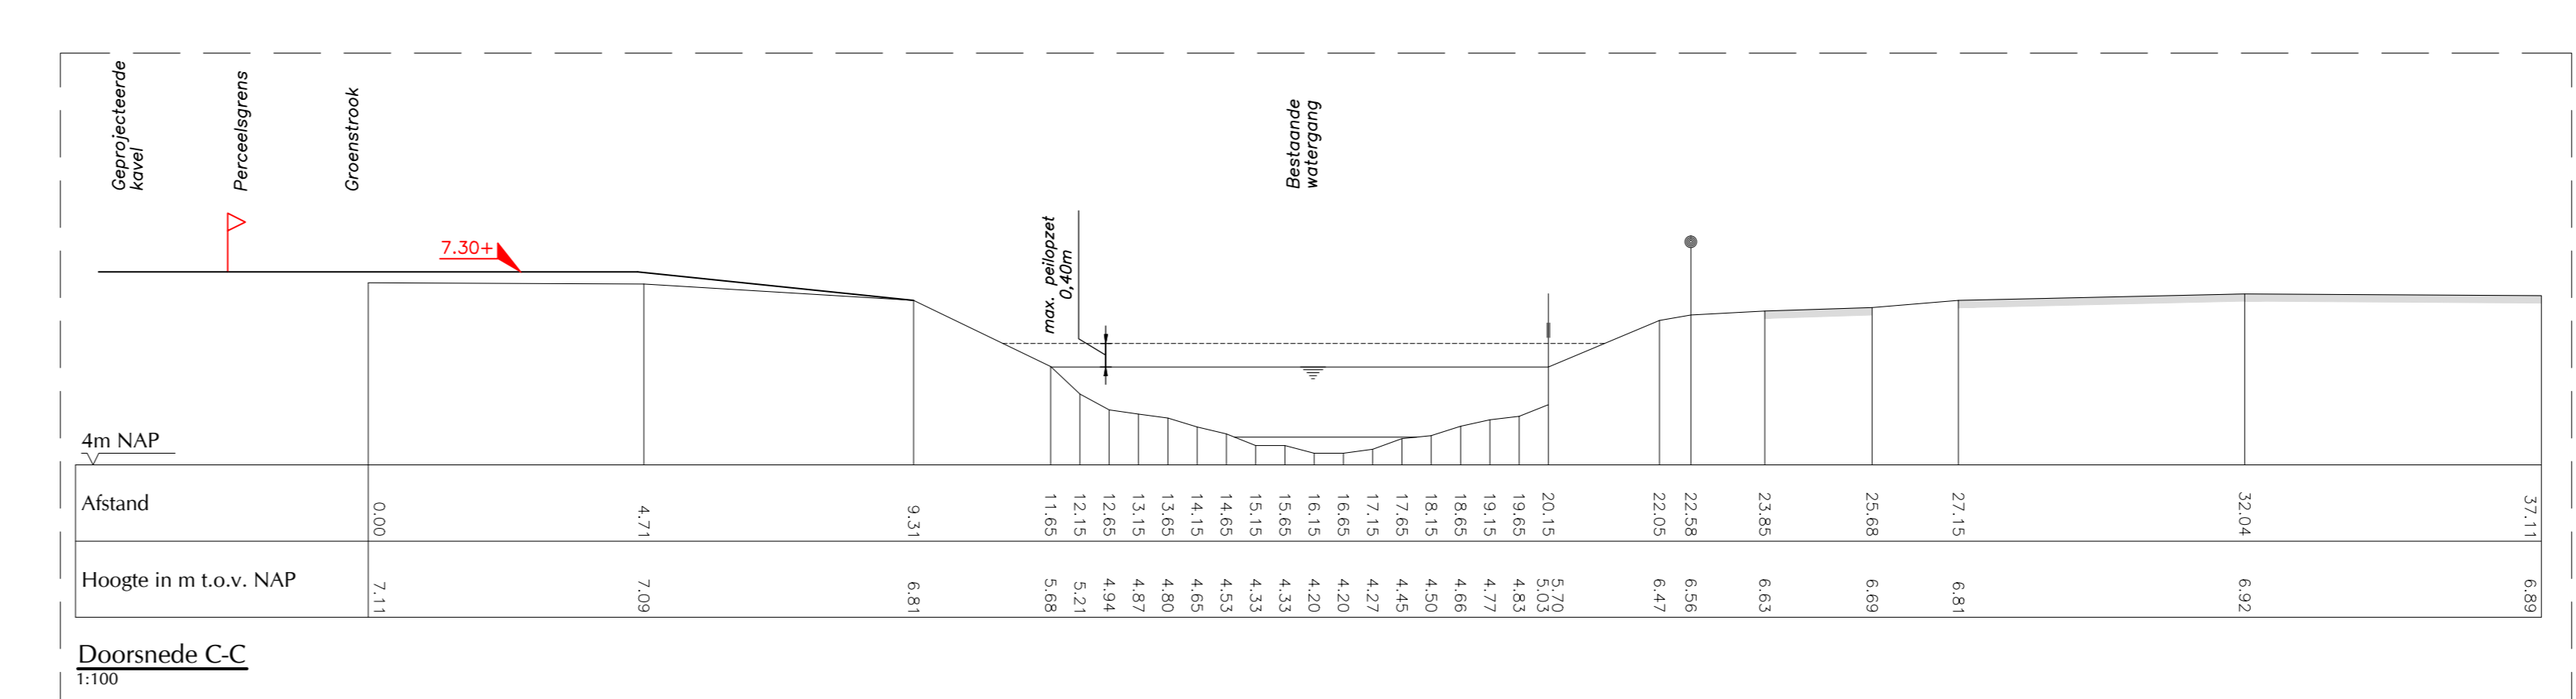 Geprojecteerde
kavel
Perceelsgrens
Groenstrook
Bestaande
watergang
7.30+
max. peilopzet
0,40m
4m NAP
Afstand
0.00 4.71 9.31 11.65 12.15 12.65 13.15 13.65 14.15 14.65 15.15 15.65 16.15 16.65 17.15 17.65 18.15 18.65 19.15 19.65 20.15 22.05 22.58 23.85 25.68 27.15 32.04 37.11
Hoogte in m t.o.v. NAP
7.11 7.09 6.81 5.68 5.21 4.94 4.87 4.80 4.65 4.53 4.33 4.33 4.20 4.20 4.27 4.45 4.50 4.66 4.77 4.83 5.03 5.70 6.47 6.56 6.63 6.69 6.81 6.92 6.89
Doorsnede C-C
1:100